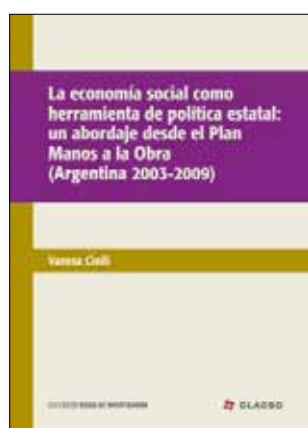 La economía social como
herramienta de política estatal:
un abordaje desde el Plan
Manos a la Obra
(Argentina 2003-2009)
Vanesa Ciolli
CLACSO